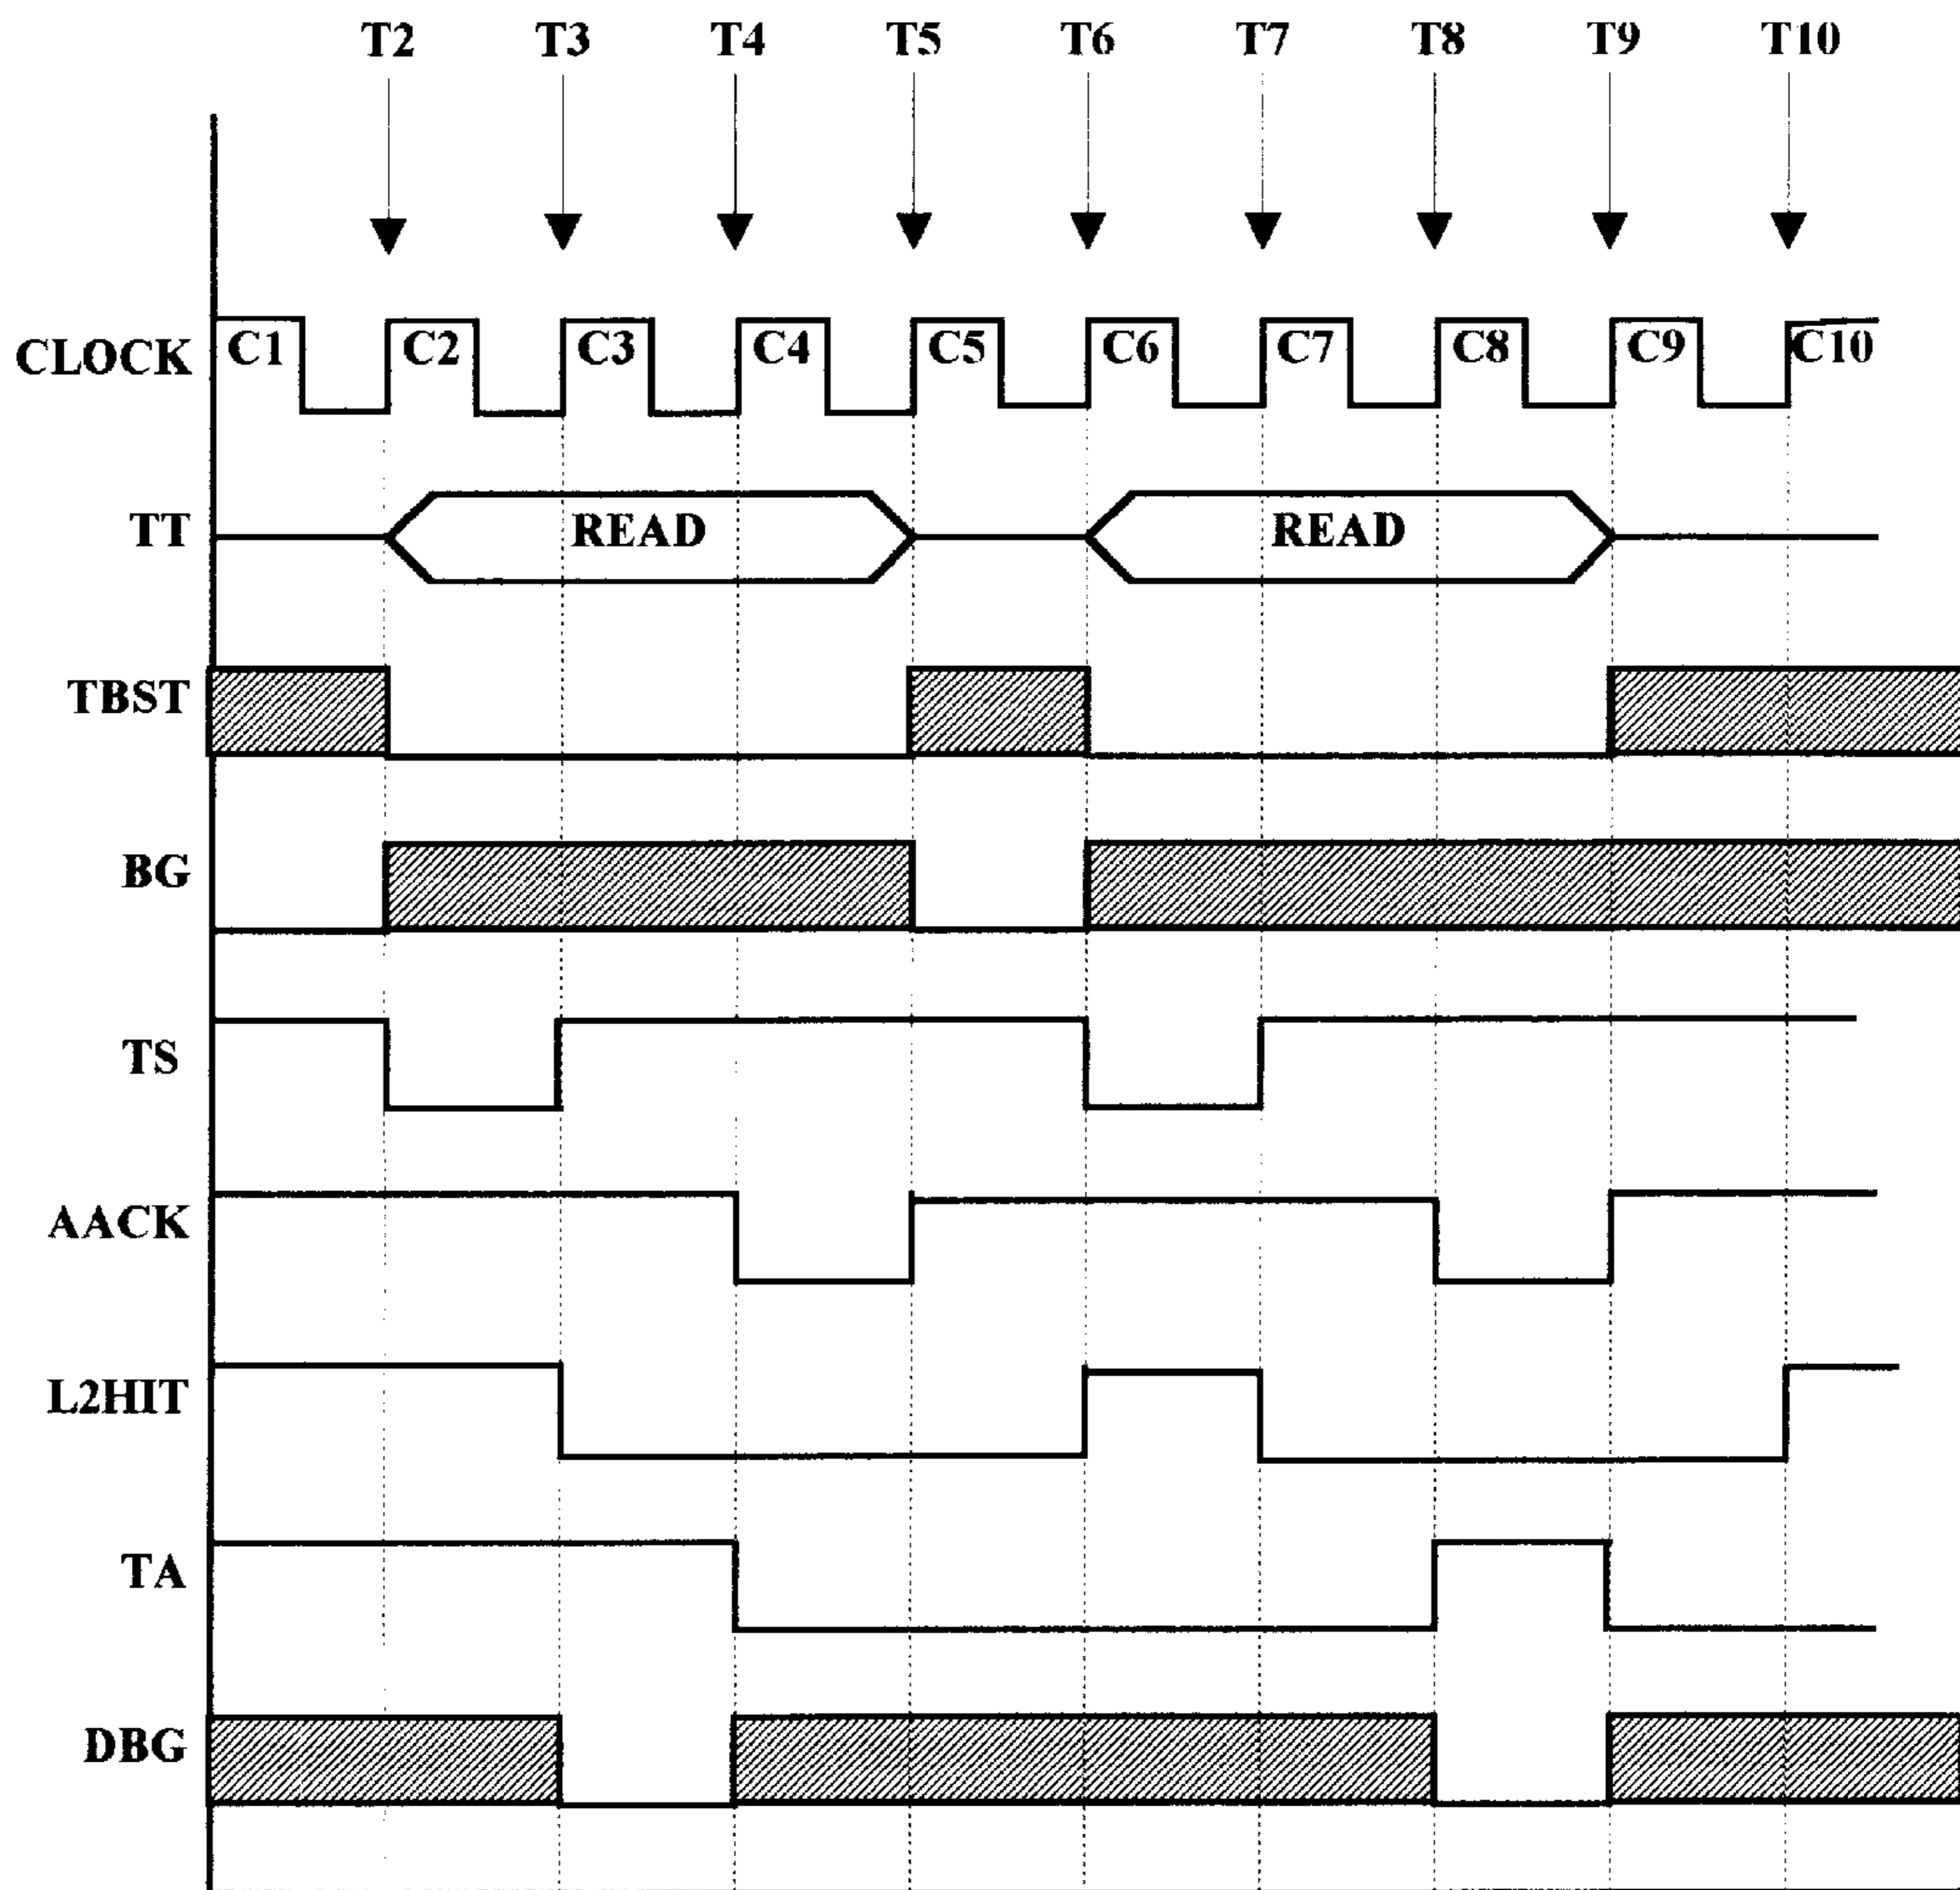 T2 T3 T4 T5 T6 T7 T8 T9 T10
CLOCK C1 C2 C3 C4 C5 C6 C7 C8 C9 C10
TT READ READ
TBST
BG
TS
AACK
L2HIT
TA
DBG